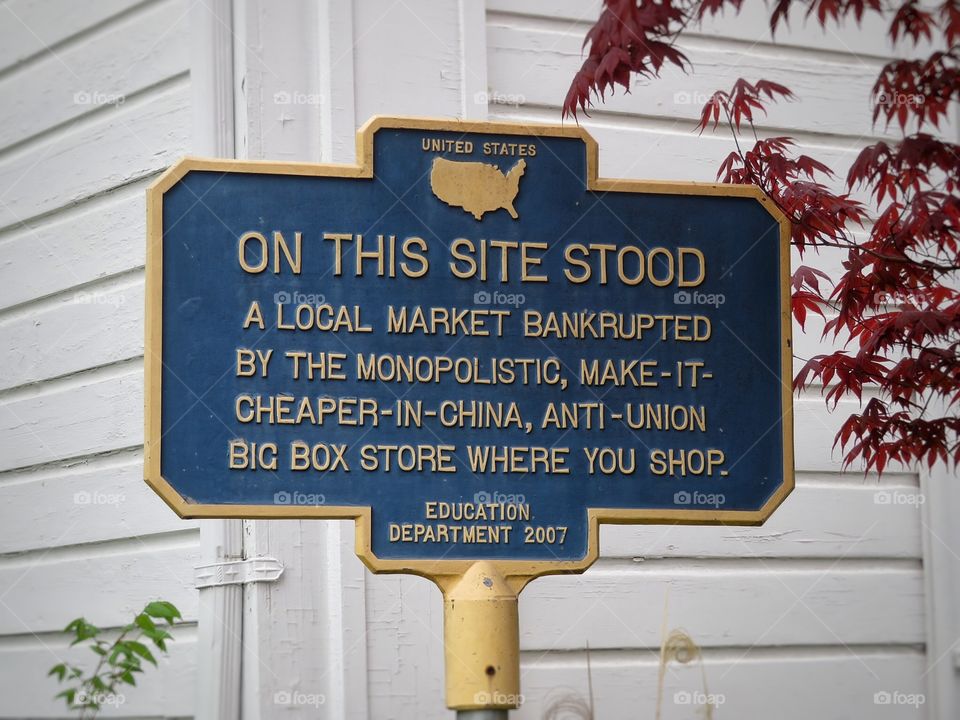 UNITED STATES
ON THIS SITE STOOD
A LOCAL MARKET BANKRUPTED
BY THE MONOPOLISTIC, MAKE-IT-
CHEAPER-IN-CHINA, ANTI-UNION
BIG BOX STORE WHERE YOU SHOP.
EDUCATION
DEPARTMENT 2007
foap